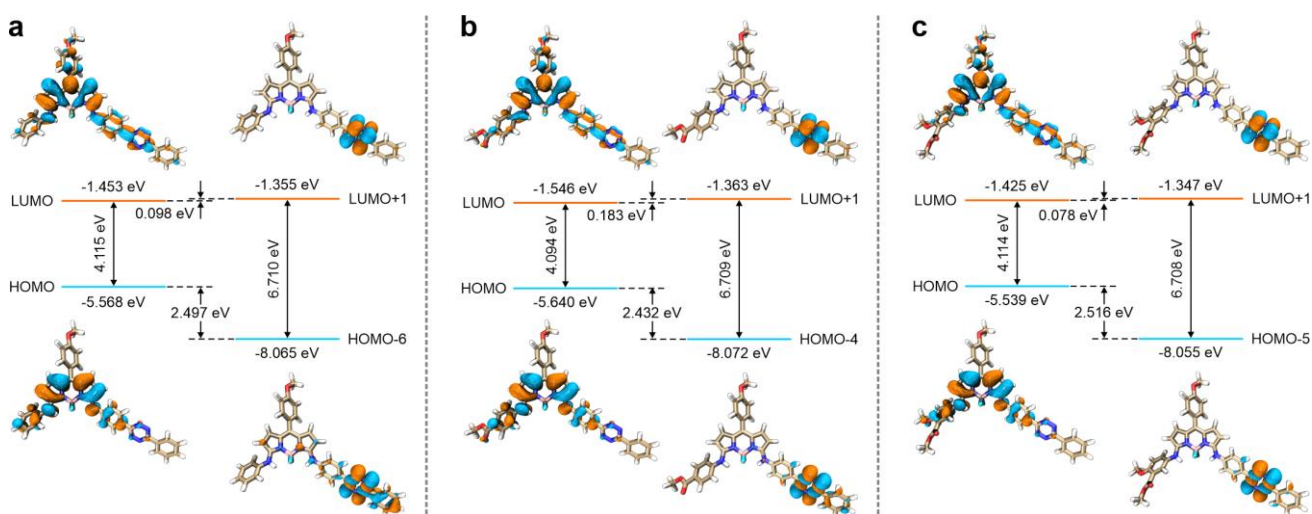 a
-1.453 eV
-1.355 eV
LUMO
LUMO+1
0.098 eV
4.115 eV
6.710 eV
HOMO
-5.568 eV
2.497 eV
HOMO-6
-8.065 eV
b
-1.546 eV
-1.363 eV
LUMO
LUMO+1
0.183 eV
4.094 eV
6.709 eV
HOMO
-5.640 eV
2.432 eV
HOMO-4
-8.072 eV
c
-1.425 eV
-1.347 eV
LUMO
LUMO+1
0.078 eV
4.114 eV
6.708 eV
HOMO
-5.539 eV
2.516 eV
HOMO-5
-8.055 eV